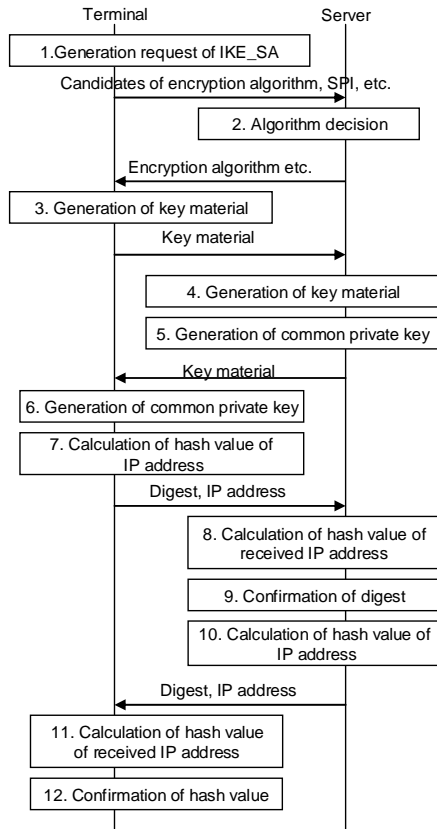 Terminal
Server
1.Generation request of IKE_SA
Candidates of encryption algorithm, SPI, etc.
2. Algorithm decision
Encryption algorithm etc.
3. Generation of key material
Key material
4. Generation of key material
5. Generation of common private key
Key material
6. Generation of common private key
7. Calculation of hash value of
IP address
Digest, IP address
8. Calculation of hash value of
received IP address
9. Confirmation of digest
10. Calculation of hash value of
IP address
Digest, IP address
11. Calculation of hash value
of received IP address
12. Confirmation of hash value